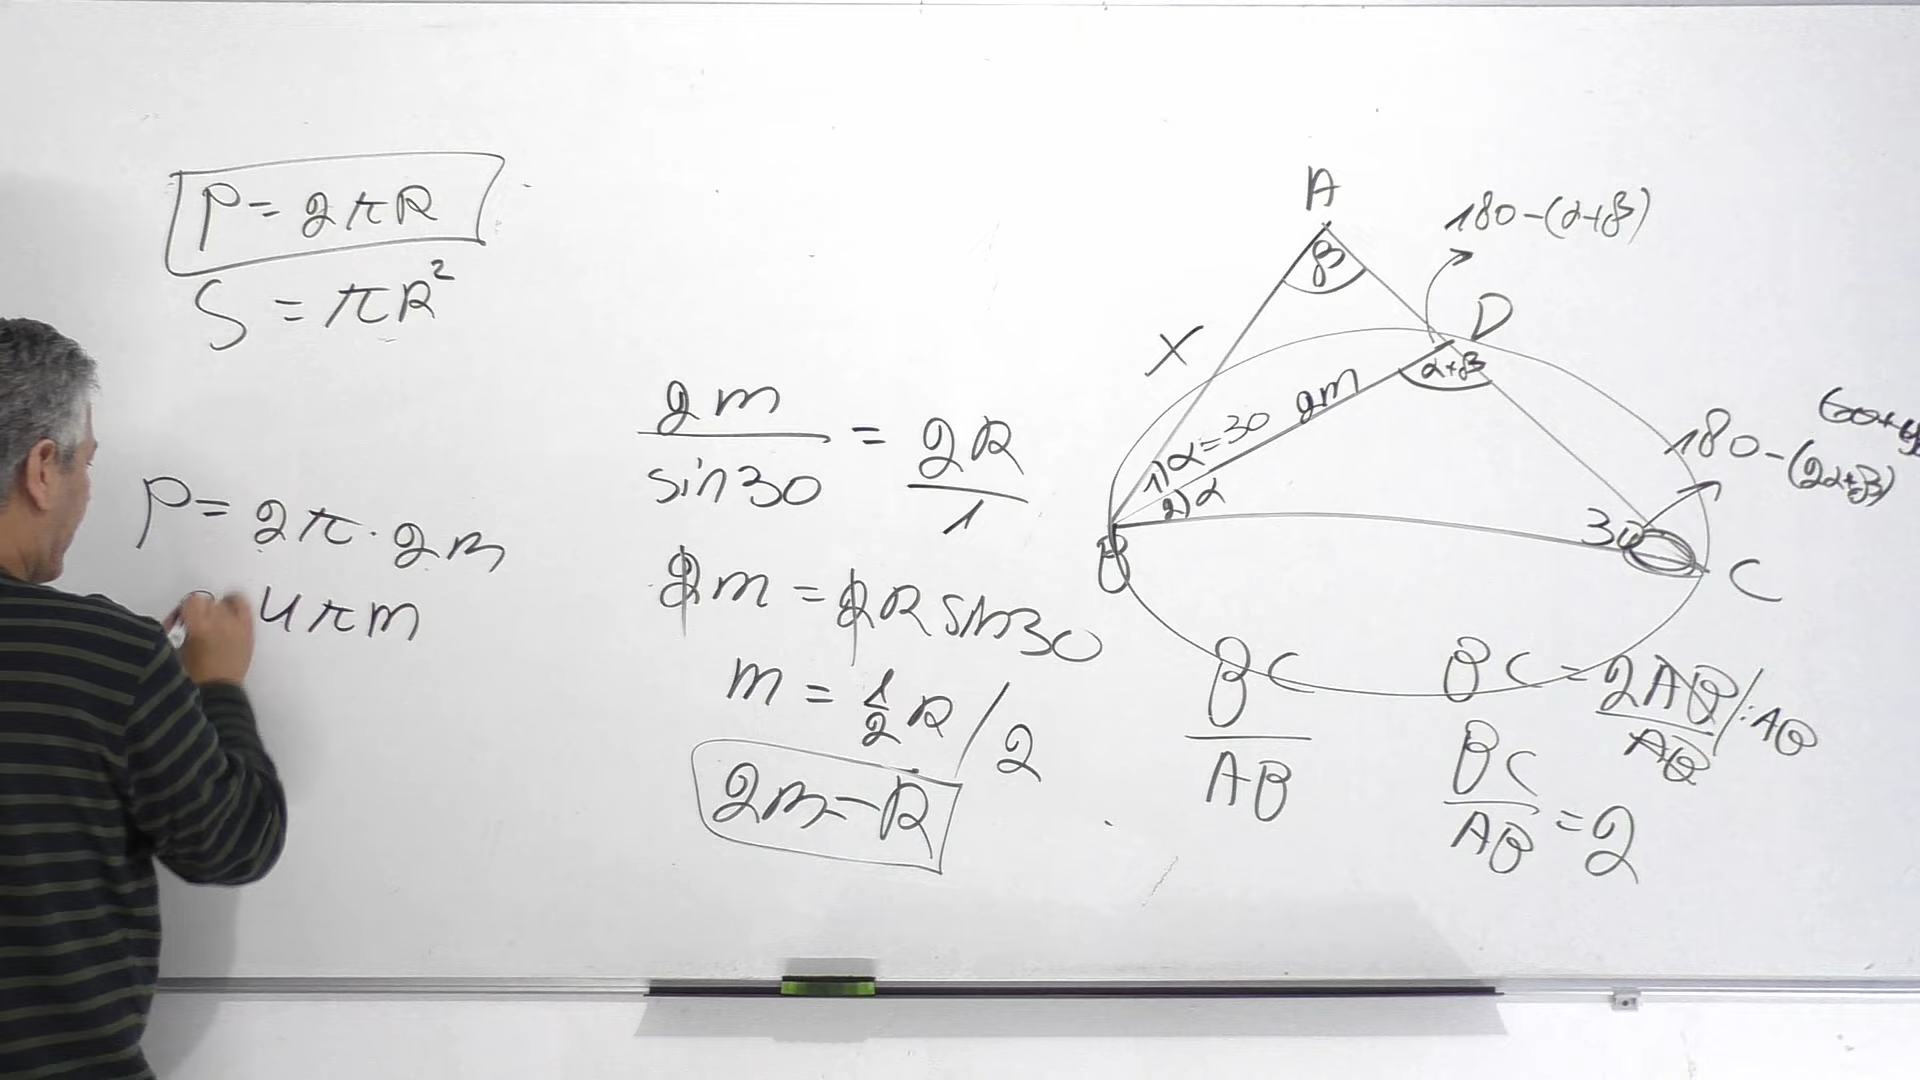 P = 2πR
S = πR²
P = 2π · 2m
4πm
2m / sin30 = 2R / 1
2m = 2R sin30
m = 1/2 R / 2
2m = R
A
β
180-(α+β)
D
α+β
X
1) α=30
2m
2) α
B
30
C
180-(2α+β)
BC / AB
BC = 2AB / AB /:AB
BC / AB = 2